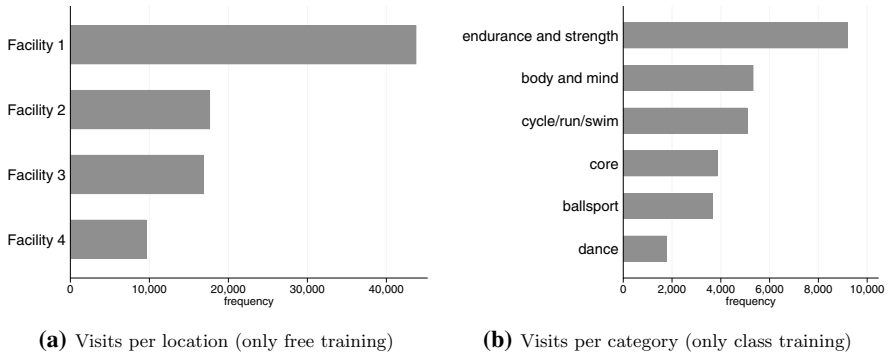 Facility 1
Facility 2
Facility 3
Facility 4
0 10,000 20,000 30,000 40,000
frequency
(a) Visits per location (only free training)
endurance and strength
body and mind
cycle/run/swim
core
ballsport
dance
0 2,000 4,000 6,000 8,000 10,000
frequency
(b) Visits per category (only class training)